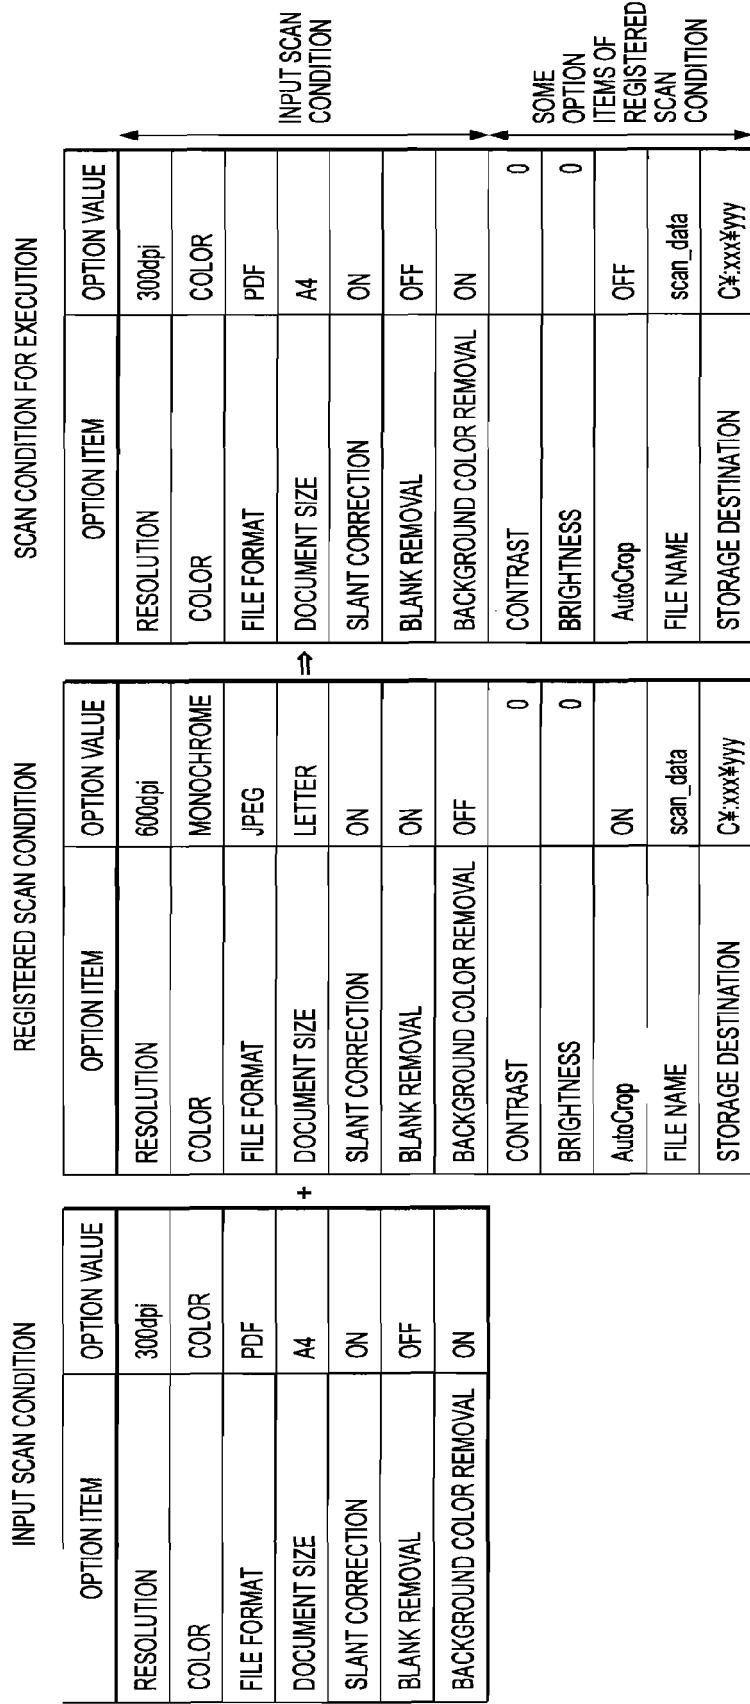 INPUT SCAN CONDITION
OPTION ITEM OPTION VALUE
RESOLUTION 300dpi
COLOR COLOR
FILE FORMAT PDF
DOCUMENT SIZE A4
SLANT CORRECTION ON
BLANK REMOVAL OFF
BACKGROUND COLOR REMOVAL ON
+
REGISTERED SCAN CONDITION
OPTION ITEM OPTION VALUE
RESOLUTION 600dpi
COLOR MONOCHROME
FILE FORMAT JPEG
DOCUMENT SIZE LETTER
SLANT CORRECTION ON
BLANK REMOVAL ON
BACKGROUND COLOR REMOVAL OFF
CONTRAST 0
BRIGHTNESS 0
AutoCrop ON
FILE NAME scan_data
STORAGE DESTINATION C¥:xxx¥yyy
⇒
SCAN CONDITION FOR EXECUTION
OPTION ITEM OPTION VALUE
RESOLUTION 300dpi
COLOR COLOR
FILE FORMAT PDF
DOCUMENT SIZE A4
SLANT CORRECTION ON
BLANK REMOVAL OFF
BACKGROUND COLOR REMOVAL ON
CONTRAST 0
BRIGHTNESS 0
AutoCrop OFF
FILE NAME scan_data
STORAGE DESTINATION C¥:xxx¥yyy
INPUT SCAN
CONDITION
SOME
OPTION
ITEMS OF
REGISTERED
SCAN
CONDITION